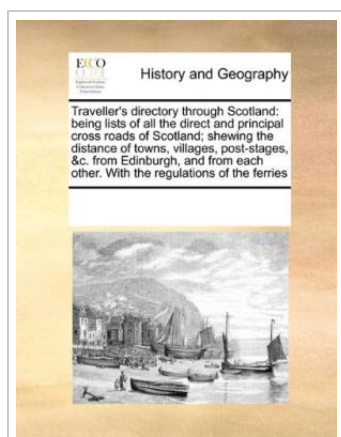 ECCO
History and Geography
Traveller's directory through Scotland:
being lists of all the direct and principal
cross roads of Scotland; shewing the
distance of towns, villages, post-stages,
&c. from Edinburgh, and from each
other. With the regulations of the ferries